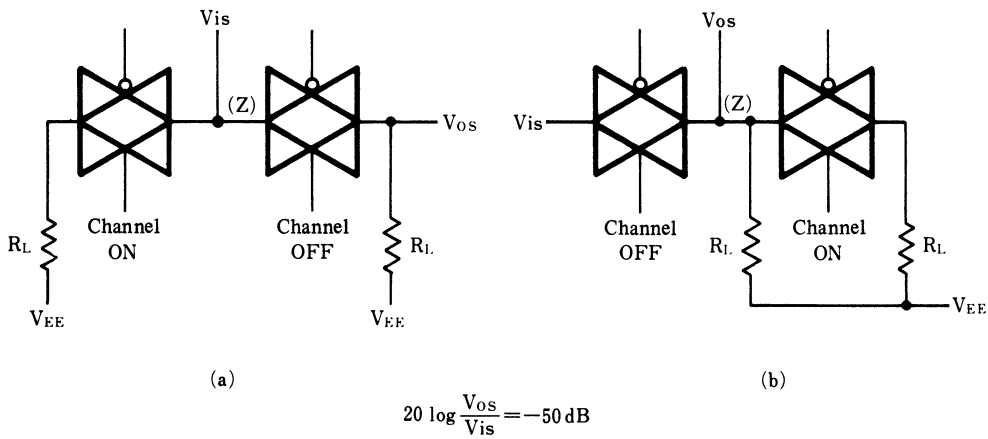 Vis
(Z)
Vos
Channel
ON
Channel
OFF
RL
RL
VEE
VEE
(a)
Vos
Vis
(Z)
Channel
OFF
Channel
ON
RL
RL
VEE
(b)
20 log Vos/Vis = −50 dB